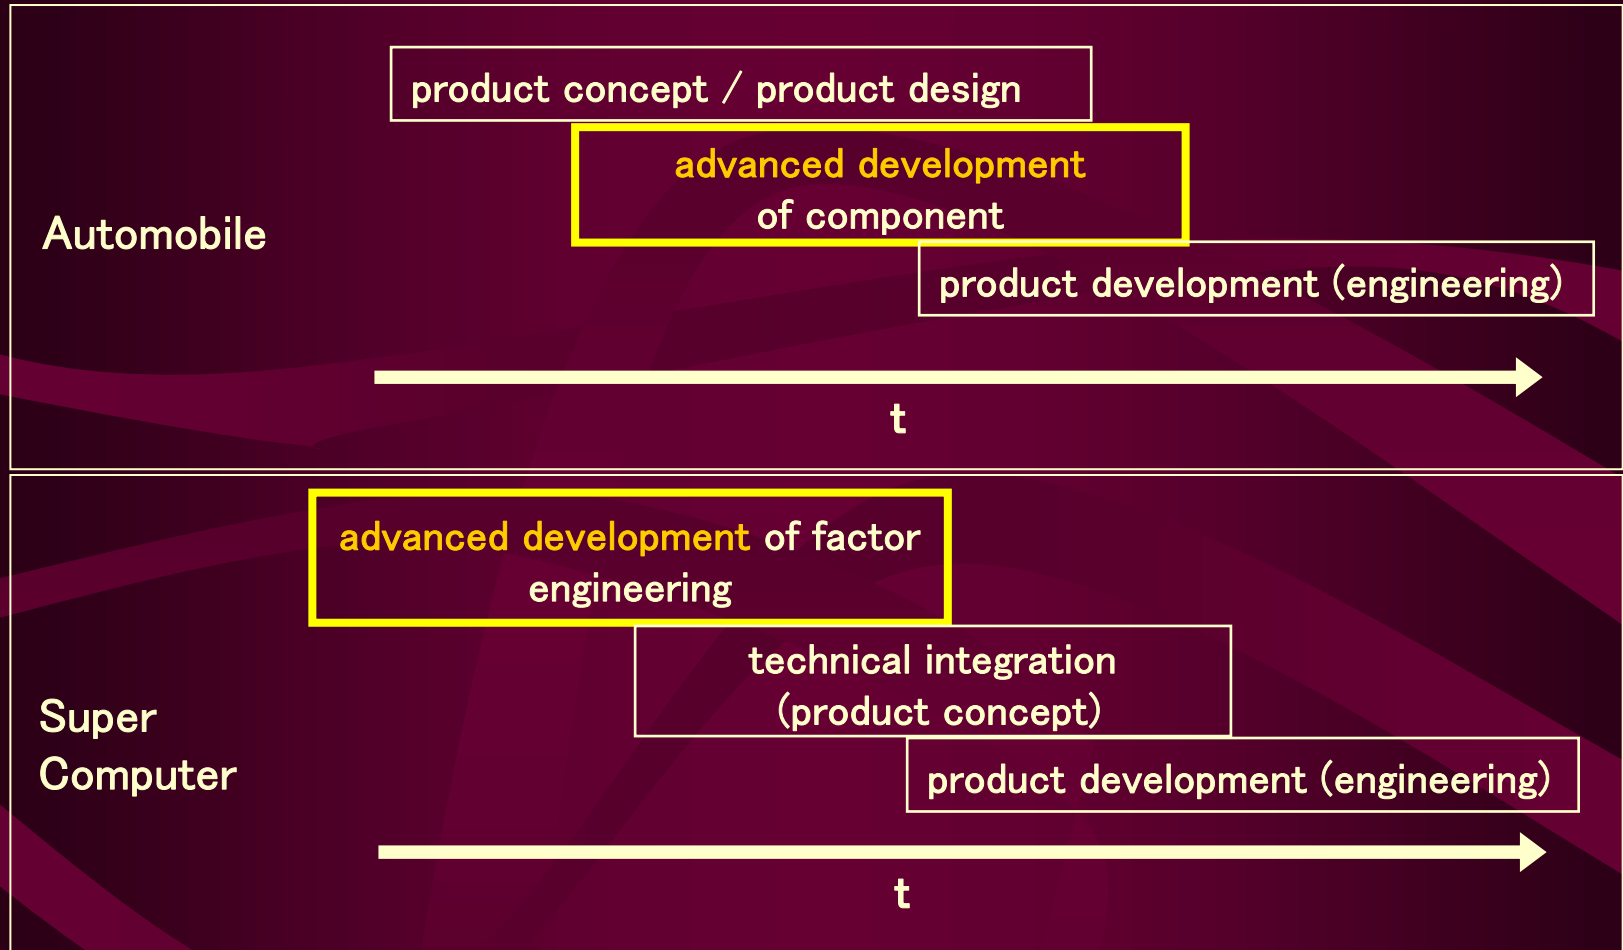 product concept / product design
advanced development
of component
Automobile
product development (engineering)
t
advanced development of factor
engineering
technical integration
(product concept)
Super
Computer
product development (engineering)
t